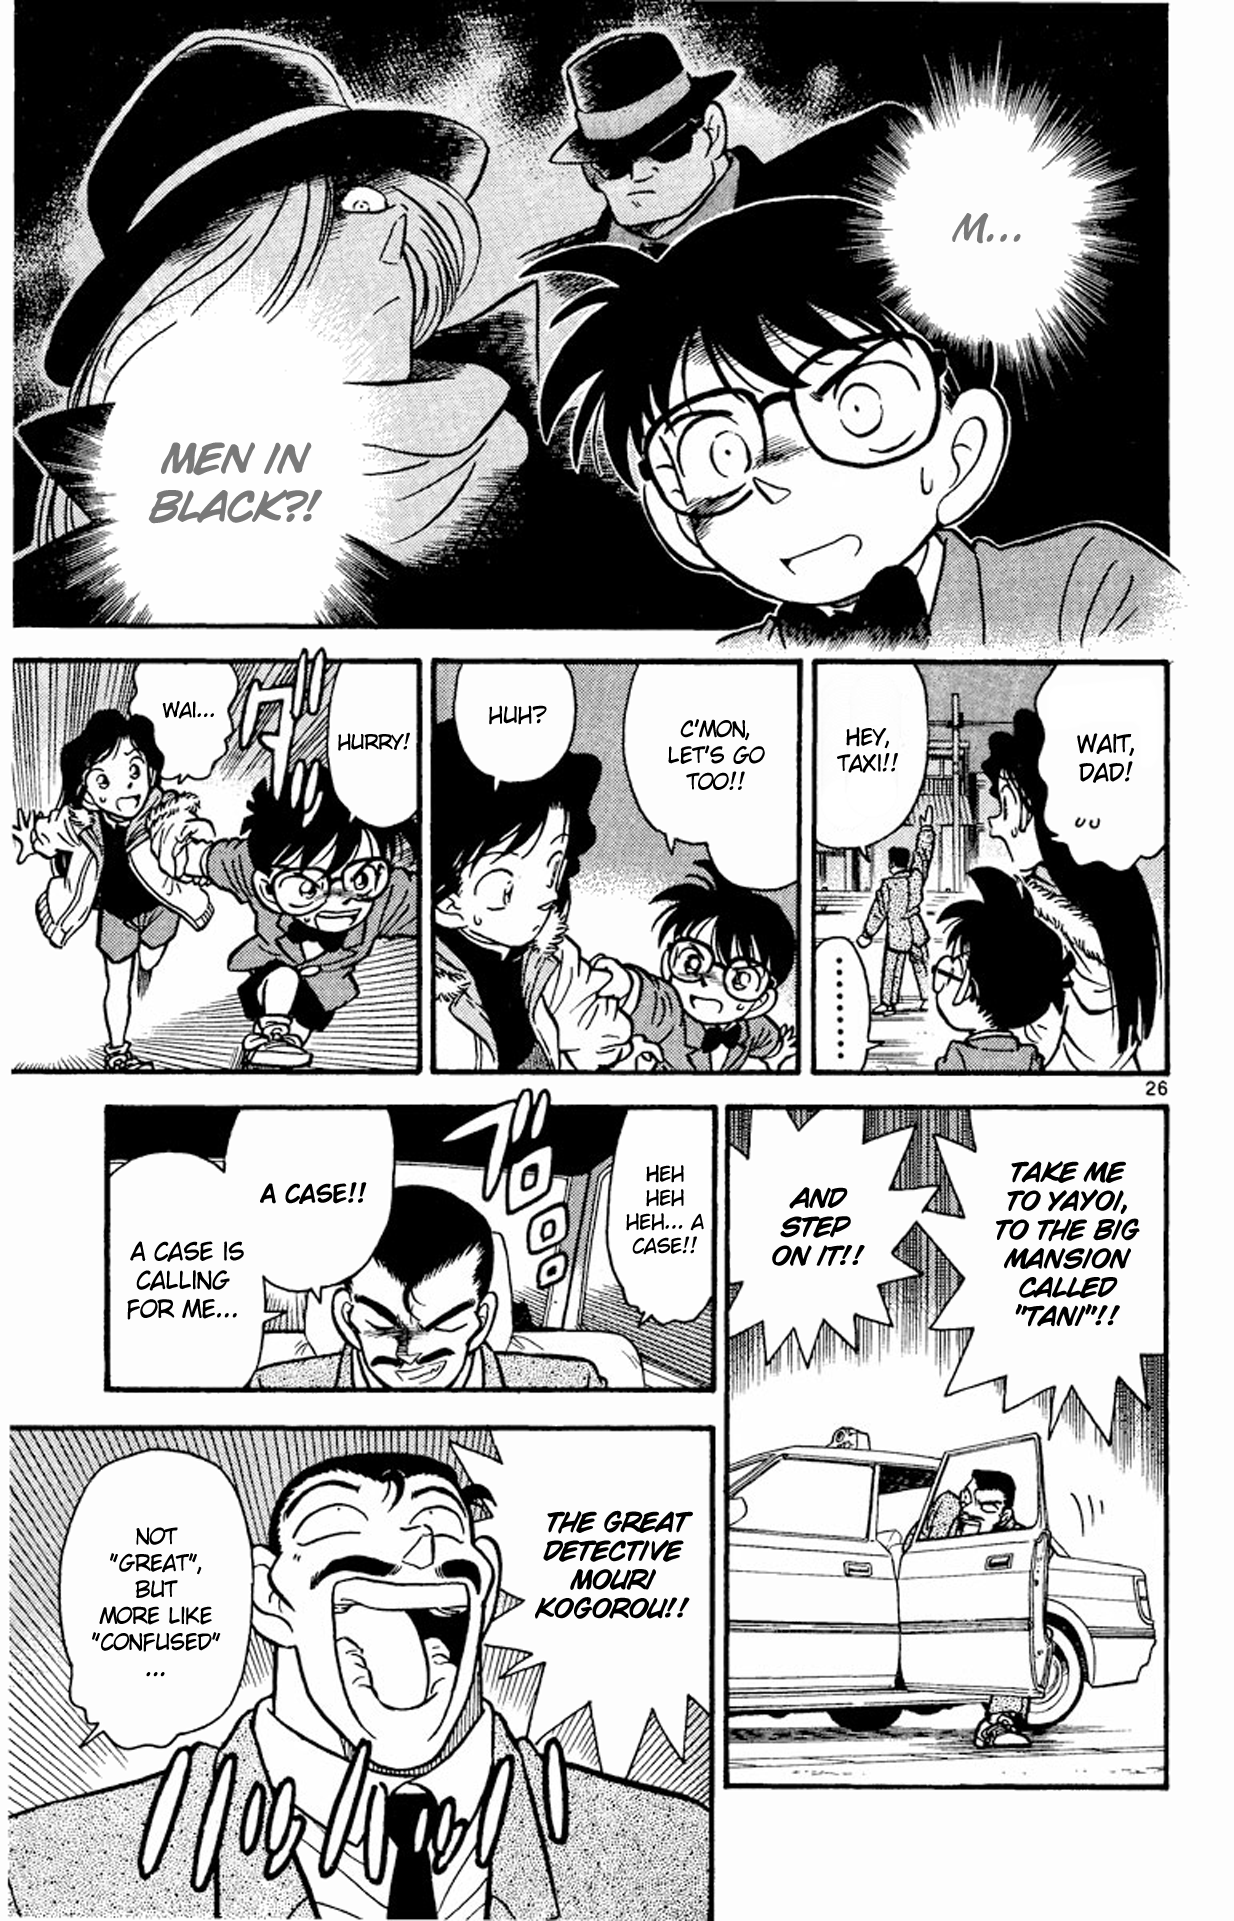 M...
MEN IN
BLACK?!
WAIT,
DAD!
HEY,
TAXI!!
.........
C'MON,
LET'S GO
TOO!!
HUH?
HURRY!
WAI...
ダッ
26
TAKE ME
TO YAYOI,
TO THE BIG
MANSION
CALLED
"TANI"!!
AND
STEP
ON IT!!
HEH
HEH
HEH... A
CASE!!
A CASE!!
A CASE IS
CALLING
FOR ME...
THE GREAT
DETECTIVE
MOURI
KOGOROU!!
NOT
"GREAT",
BUT
MORE LIKE
"CONFUSED"
...